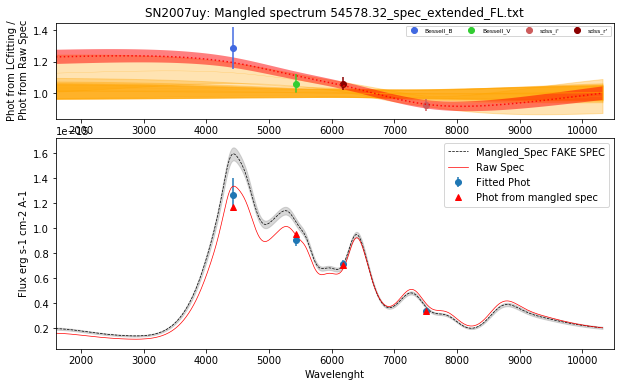 SN2007uy: Mangled spectrum 54578.32_spec_extended_FL.txt
Phot from LCfitting /
Phot from Raw Spec
1.4
1.2
1.0
Bessell_B
Bessell_V
sdss_i'
sdss_r'
2000 3000 4000 5000 6000 7000 8000 9000 10000
Flux erg s-1 cm-2 A-1
1.6
1.4
1.2
1.0
0.8
0.6
0.4
0.2
Mangled_Spec FAKE SPEC
Raw Spec
Fitted Phot
Phot from mangled spec
2000 3000 4000 5000 6000 7000 8000 9000 10000
Wavelenght